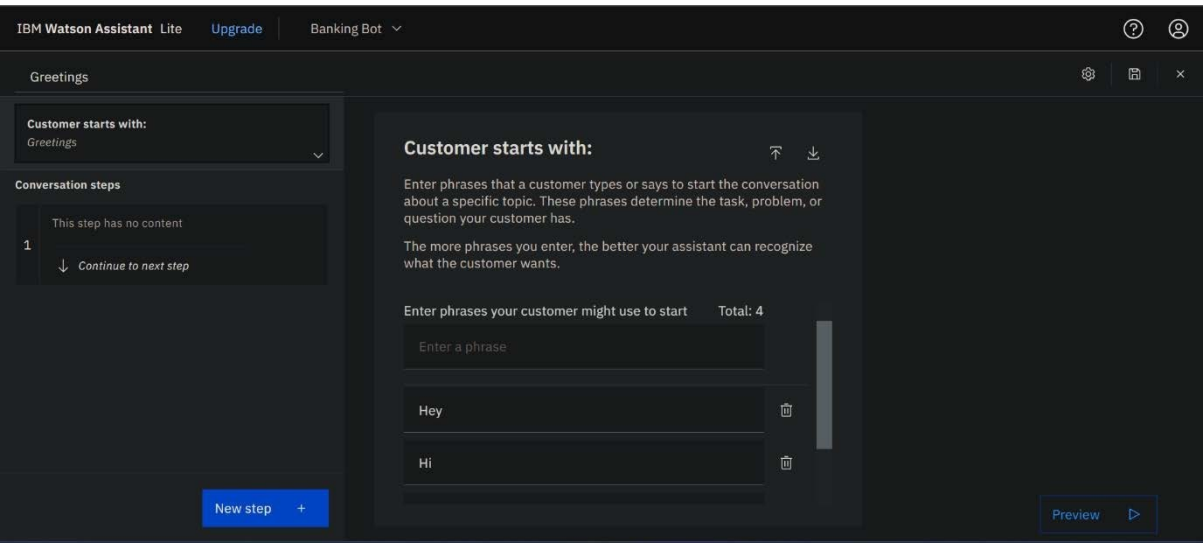 IBM Watson Assistant Lite Upgrade Banking Bot
Greetings
Customer starts with:
Greetings
Conversation steps
1
This step has no content
Continue to next step
New step +
Customer starts with:
Enter phrases that a customer types or says to start the conversation
about a specific topic. These phrases determine the task, problem, or
question your customer has.
The more phrases you enter, the better your assistant can recognize
what the customer wants.
Enter phrases your customer might use to start Total: 4
Enter a phrase
Hey
Hi
Preview